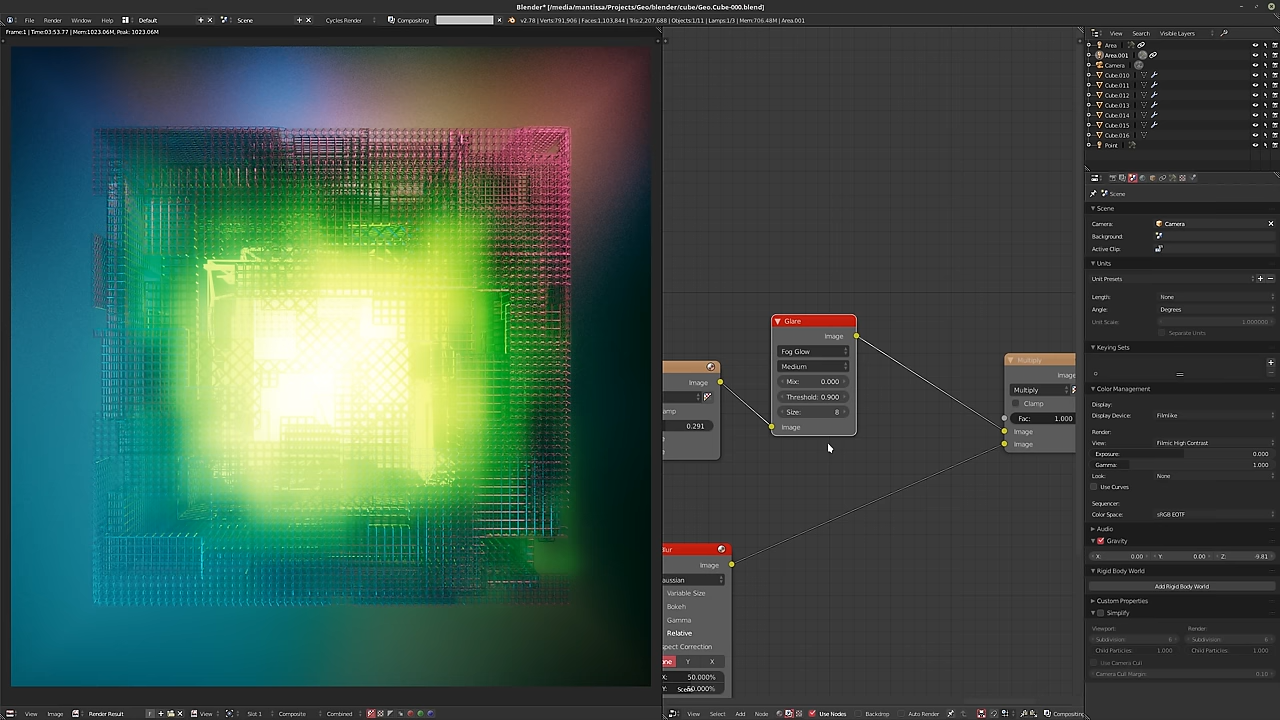 Blender* [/media/mantissa/Projects/Geo/blender/cube/Geo.Cube-000.blend]
File Render Window Help Default Scene Cycles Render Compositing v2.78 | Verts:791,906 | Faces:1,103,844 | Tris:2,207,688 | Objects:1/11 | Lamps:1/3 | Mem:706.48M | Area.001
Frame:1 | Time:03:53.77 | Mem:1023.06M, Peak: 1023.06M
View Search Visible Layers
Area
Area.001
Camera
Cube.010
Cube.011
Cube.012
Cube.013
Cube.014
Cube.015
Cube.016
Point
Scene
Scene
Camera: Camera
Background:
Active Clip:
Units
Unit Presets
Length: None
Angle: Degrees
Unit Scale: 1.000000
Separate Units
Keying Sets
Color Management
Display:
Display Device: Filmlike
Render:
View: Filmic High Contrast
Exposure: 0.000
Gamma: 1.000
Look: None
Use Curves
Sequencer:
Color Space: sRGB EOTF
Audio
Gravity
X: 0.00 Y: 0.00 Z: -9.81
Rigid Body World
Add Rigid Body World
Custom Properties
Simplify
Viewport: Render:
Subdivision: 6 Subdivision: 6
Child Particles: 1.000 Child Particles: 1.000
Use Camera Cull
Camera Cull Margin: 0.10
Glare
Image
Fog Glow
Medium
Mix: 0.000
Threshold: 0.900
Size: 8
Image
Image
amp
0.291
Multiply
Image
Multiply
Clamp
Fac: 1.000
Image
Image
lur
Image
aussian
Variable Size
Bokeh
Gamma
Relative
spect Correction
one Y X
X: 50.000%
Y: 50.000%
Scene
View Image Render Result F View Slot 1 Composite Combined
View Select Add Node Use Nodes Backdrop Auto Render Compositing